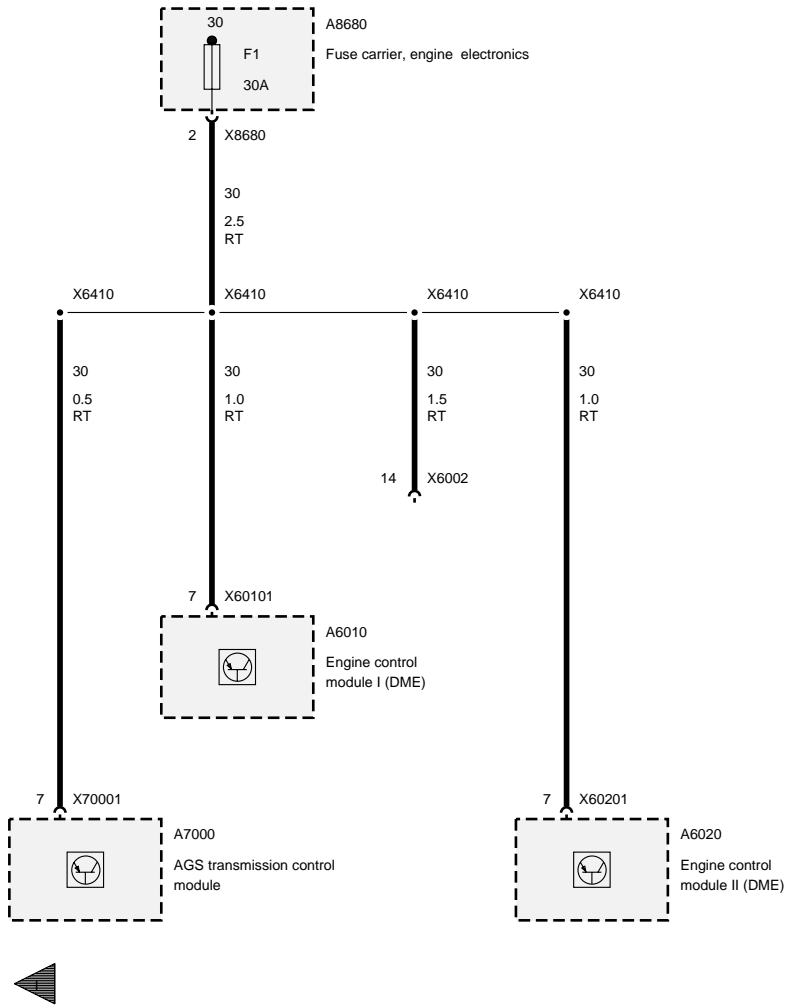 30
A8680
F1
Fuse carrier, engine electronics
30A
2 X8680
30
2.5
RT
X6410 X6410 X6410 X6410
30 30 30 30
0.5 1.0 1.5 1.0
RT RT RT RT
14 X6002
7 X60101
A6010
Engine control
module I (DME)
7 X70001
7 X60201
A7000
AGS transmission control
module
A6020
Engine control
module II (DME)